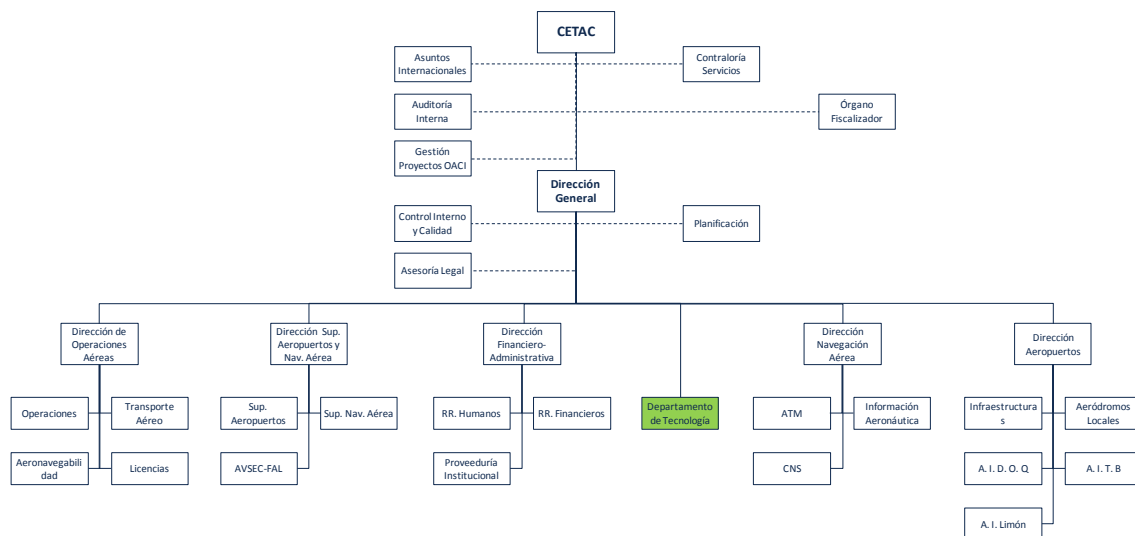 CETAC
Asuntos
Internacionales
Contraloría
Servicios
Auditoría
Interna
Órgano
Fiscalizador
Gestión
Proyectos OACI
Dirección
General
Control Interno
y Calidad
Planificación
Asesoría Legal
Dirección de
Operaciones
Aéreas
Dirección Sup.
Aeropuertos y
Nav. Aérea
Dirección
Financiero-
Administrativa
Dirección
Navegación
Aérea
Dirección
Aeropuertos
Operaciones
Transporte
Aéreo
Sup.
Aeropuertos
Sup. Nav. Aérea
RR. Humanos
RR. Financieros
Departamento
de Tecnología
ATM
Información
Aeronáutica
Infraestructura
s
Aeródromos
Locales
Aeronavegabili
dad
Licencias
AVSEC-FAL
Proveeduría
Institucional
CNS
A. I. D. O. Q
A. I. T. B
A. I. Limón